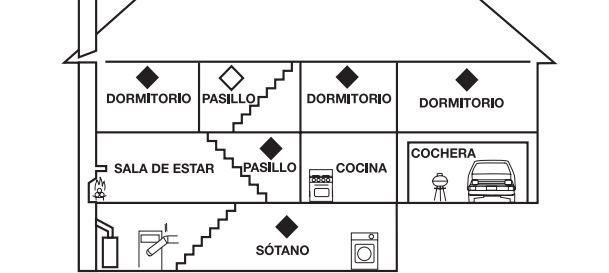 DORMITORIO
PASILLO
DORMITORIO
DORMITORIO
SALA DE ESTAR
PASILLO
COCINA
COCHERA
SÓTANO